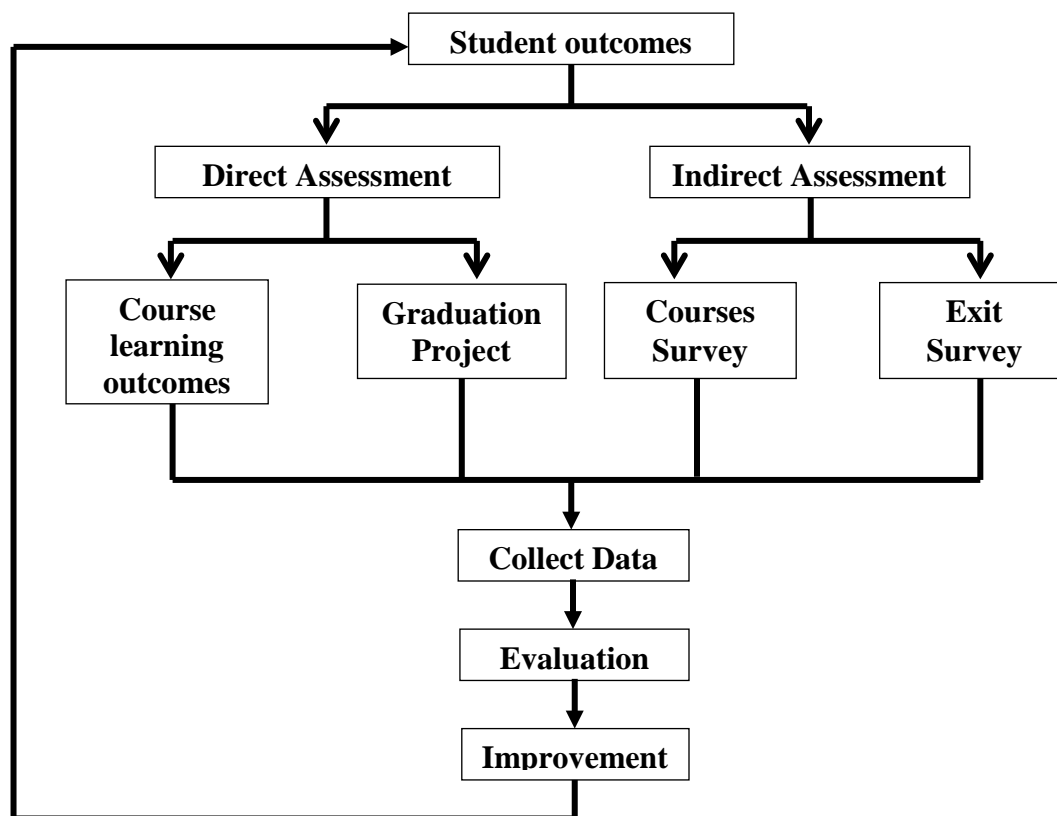 Student outcomes
Direct Assessment
Indirect Assessment
Course
learning
outcomes
Graduation
Project
Courses
Survey
Exit
Survey
Collect Data
Evaluation
Improvement